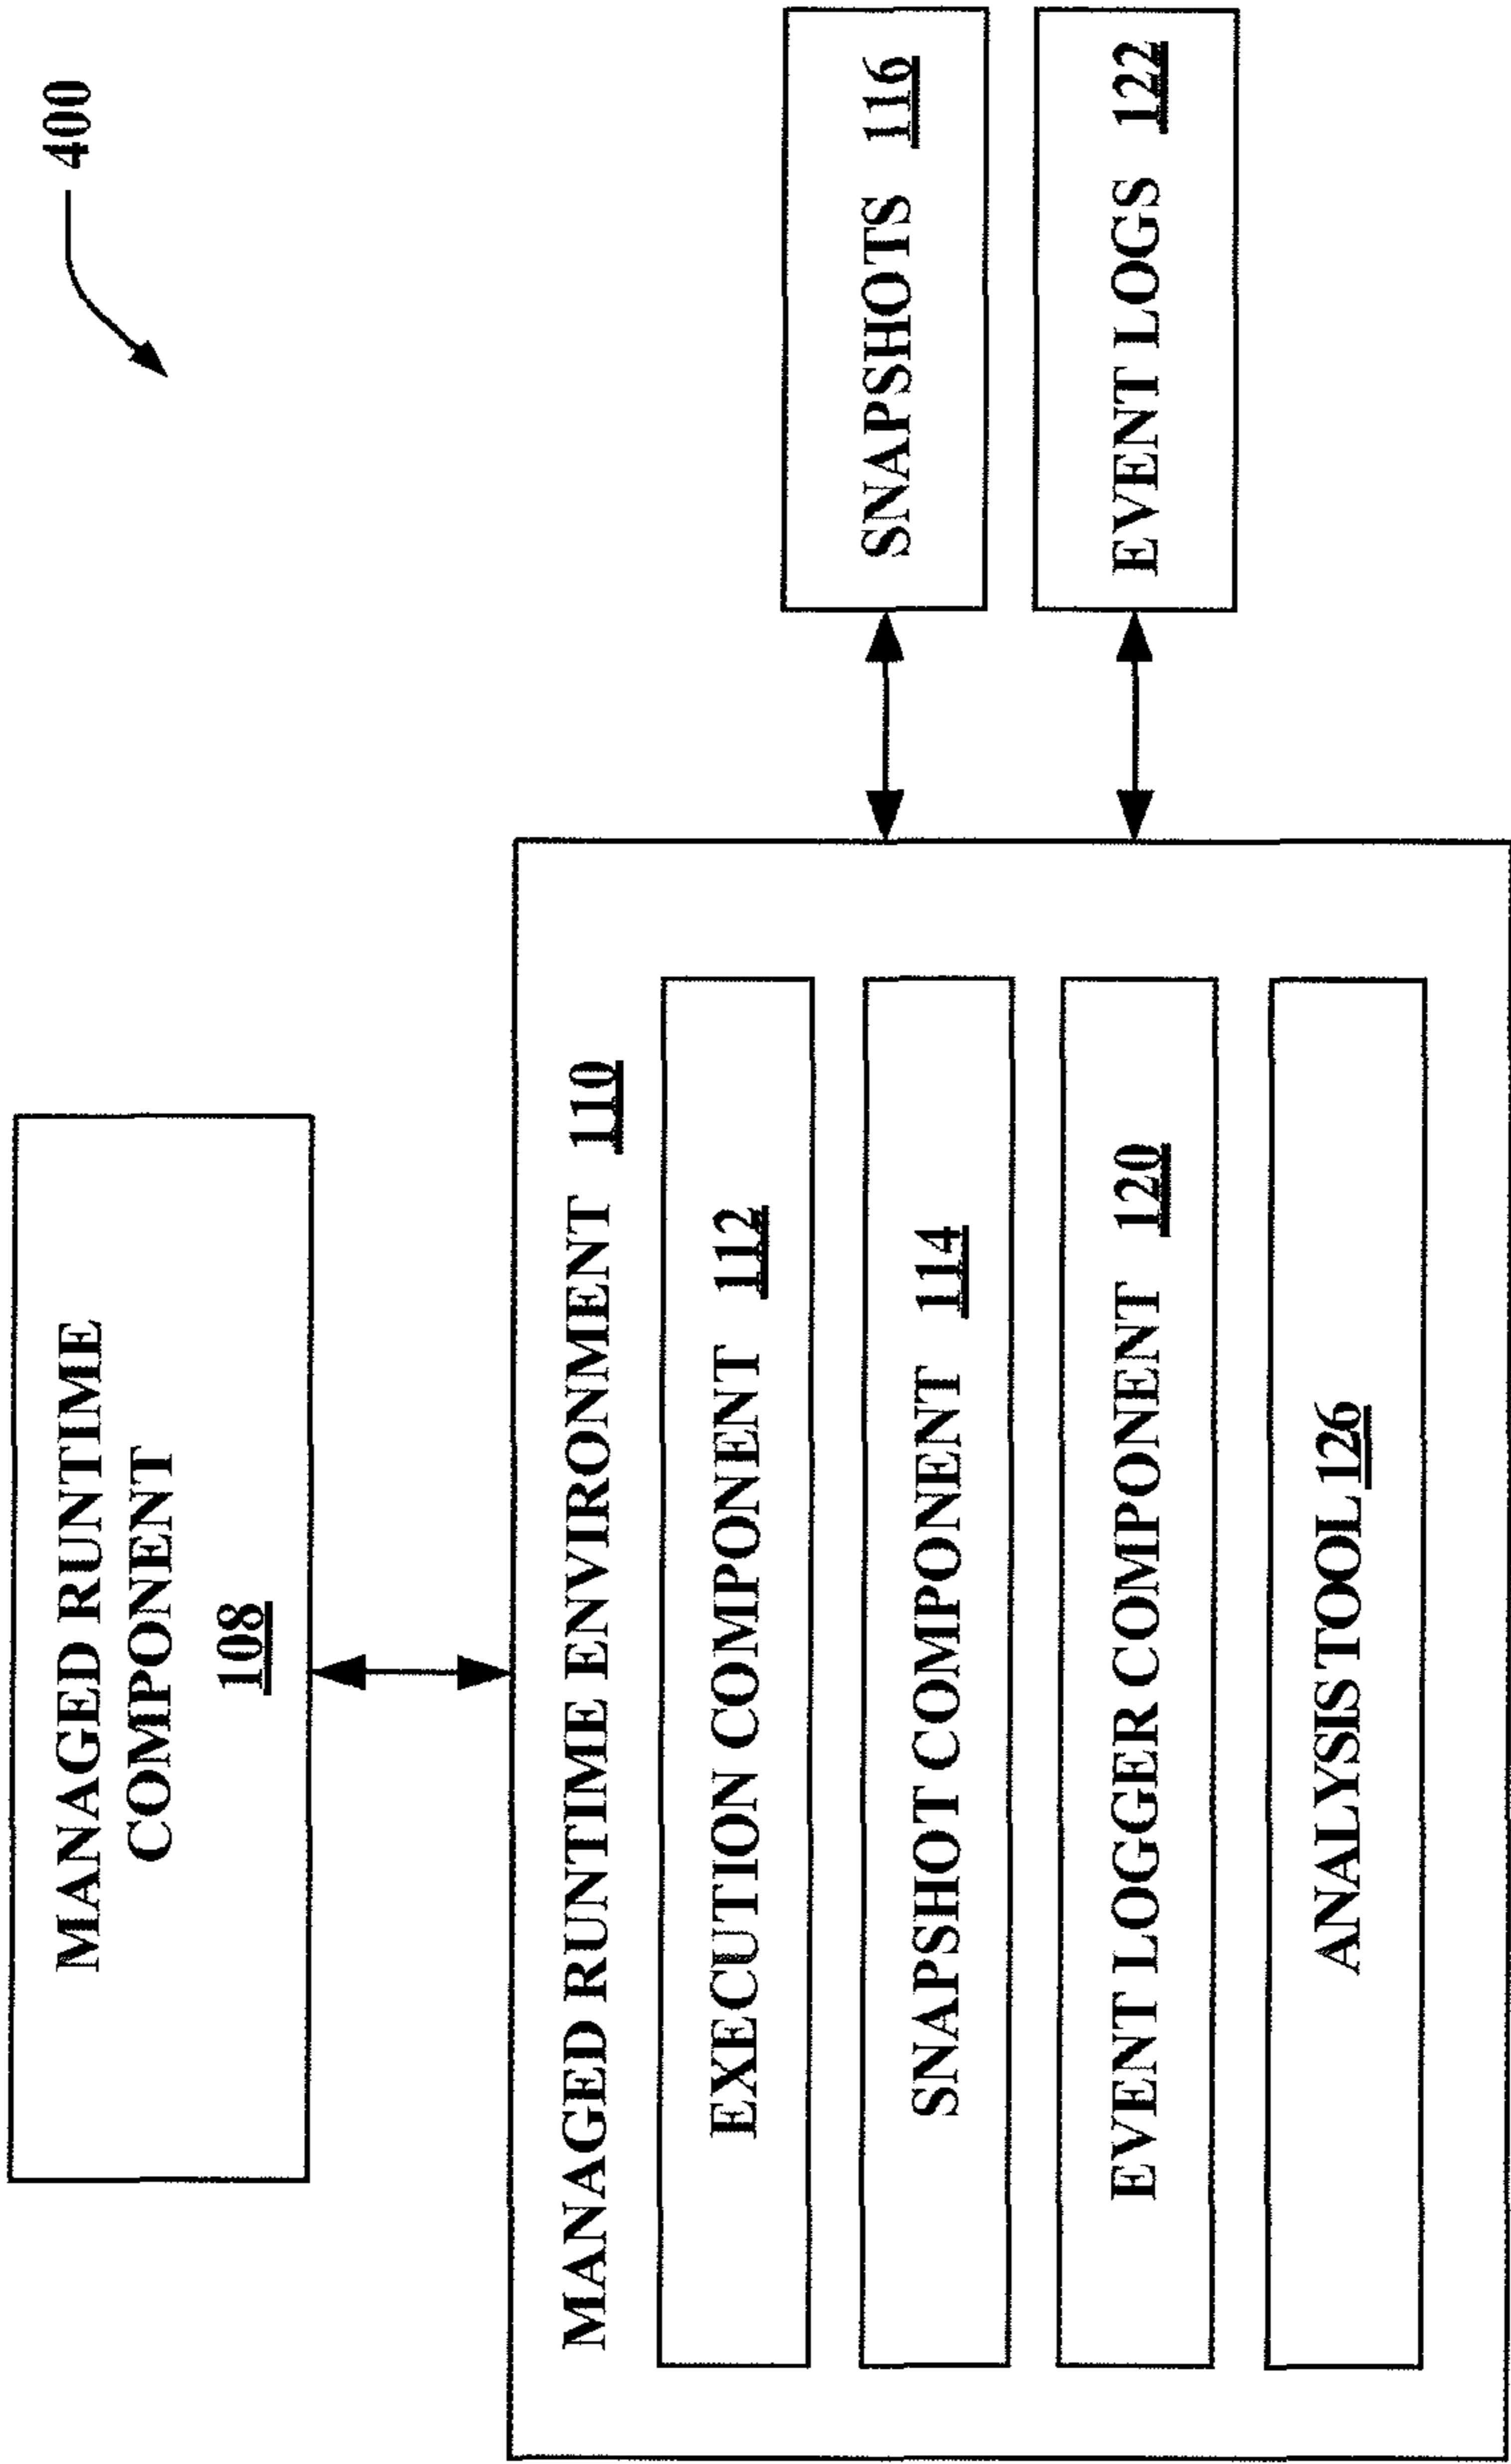 400
MANAGED RUNTIME
COMPONENT
108
MANAGED RUNTIME ENVIRONMENT 110
EXECUTION COMPONENT 112
SNAPSHOT COMPONENT 114
EVENT LOGGER COMPONENT 120
ANALYSIS TOOL 126
SNAPSHOTS 116
EVENT LOGS 122